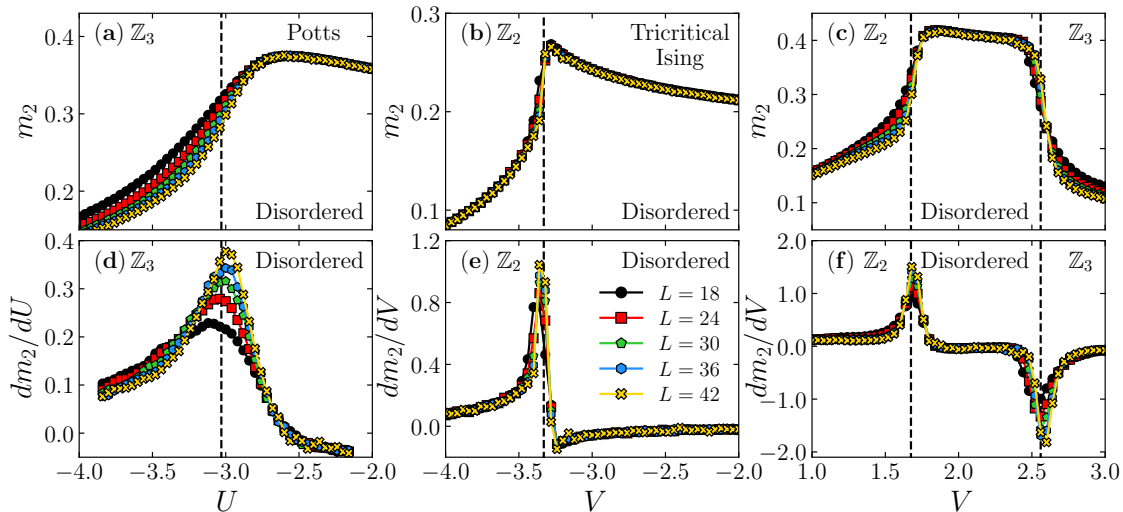 (a) ℤ₃ Potts
Disordered
m₂
0.4
0.3
0.2
(b) ℤ₂ Tricritical
Ising
Disordered
m₂
0.3
0.2
0.1
(c) ℤ₂ ℤ₃
Disordered
m₂
0.4
0.3
0.2
0.1
(d) ℤ₃ Disordered
dm₂/dU
0.4
0.3
0.2
0.1
0.0
−4.0 −3.5 −3.0 −2.5 −2.0
U
(e) ℤ₂ Disordered
L = 18
L = 24
L = 30
L = 36
L = 42
dm₂/dV
1.2
0.8
0.4
0.0
−4.0 −3.5 −3.0 −2.5 −2.0
V
(f) ℤ₂ Disordered ℤ₃
dm₂/dV
2.0
1.0
0.0
−1.0
−2.0
1.0 1.5 2.0 2.5 3.0
V